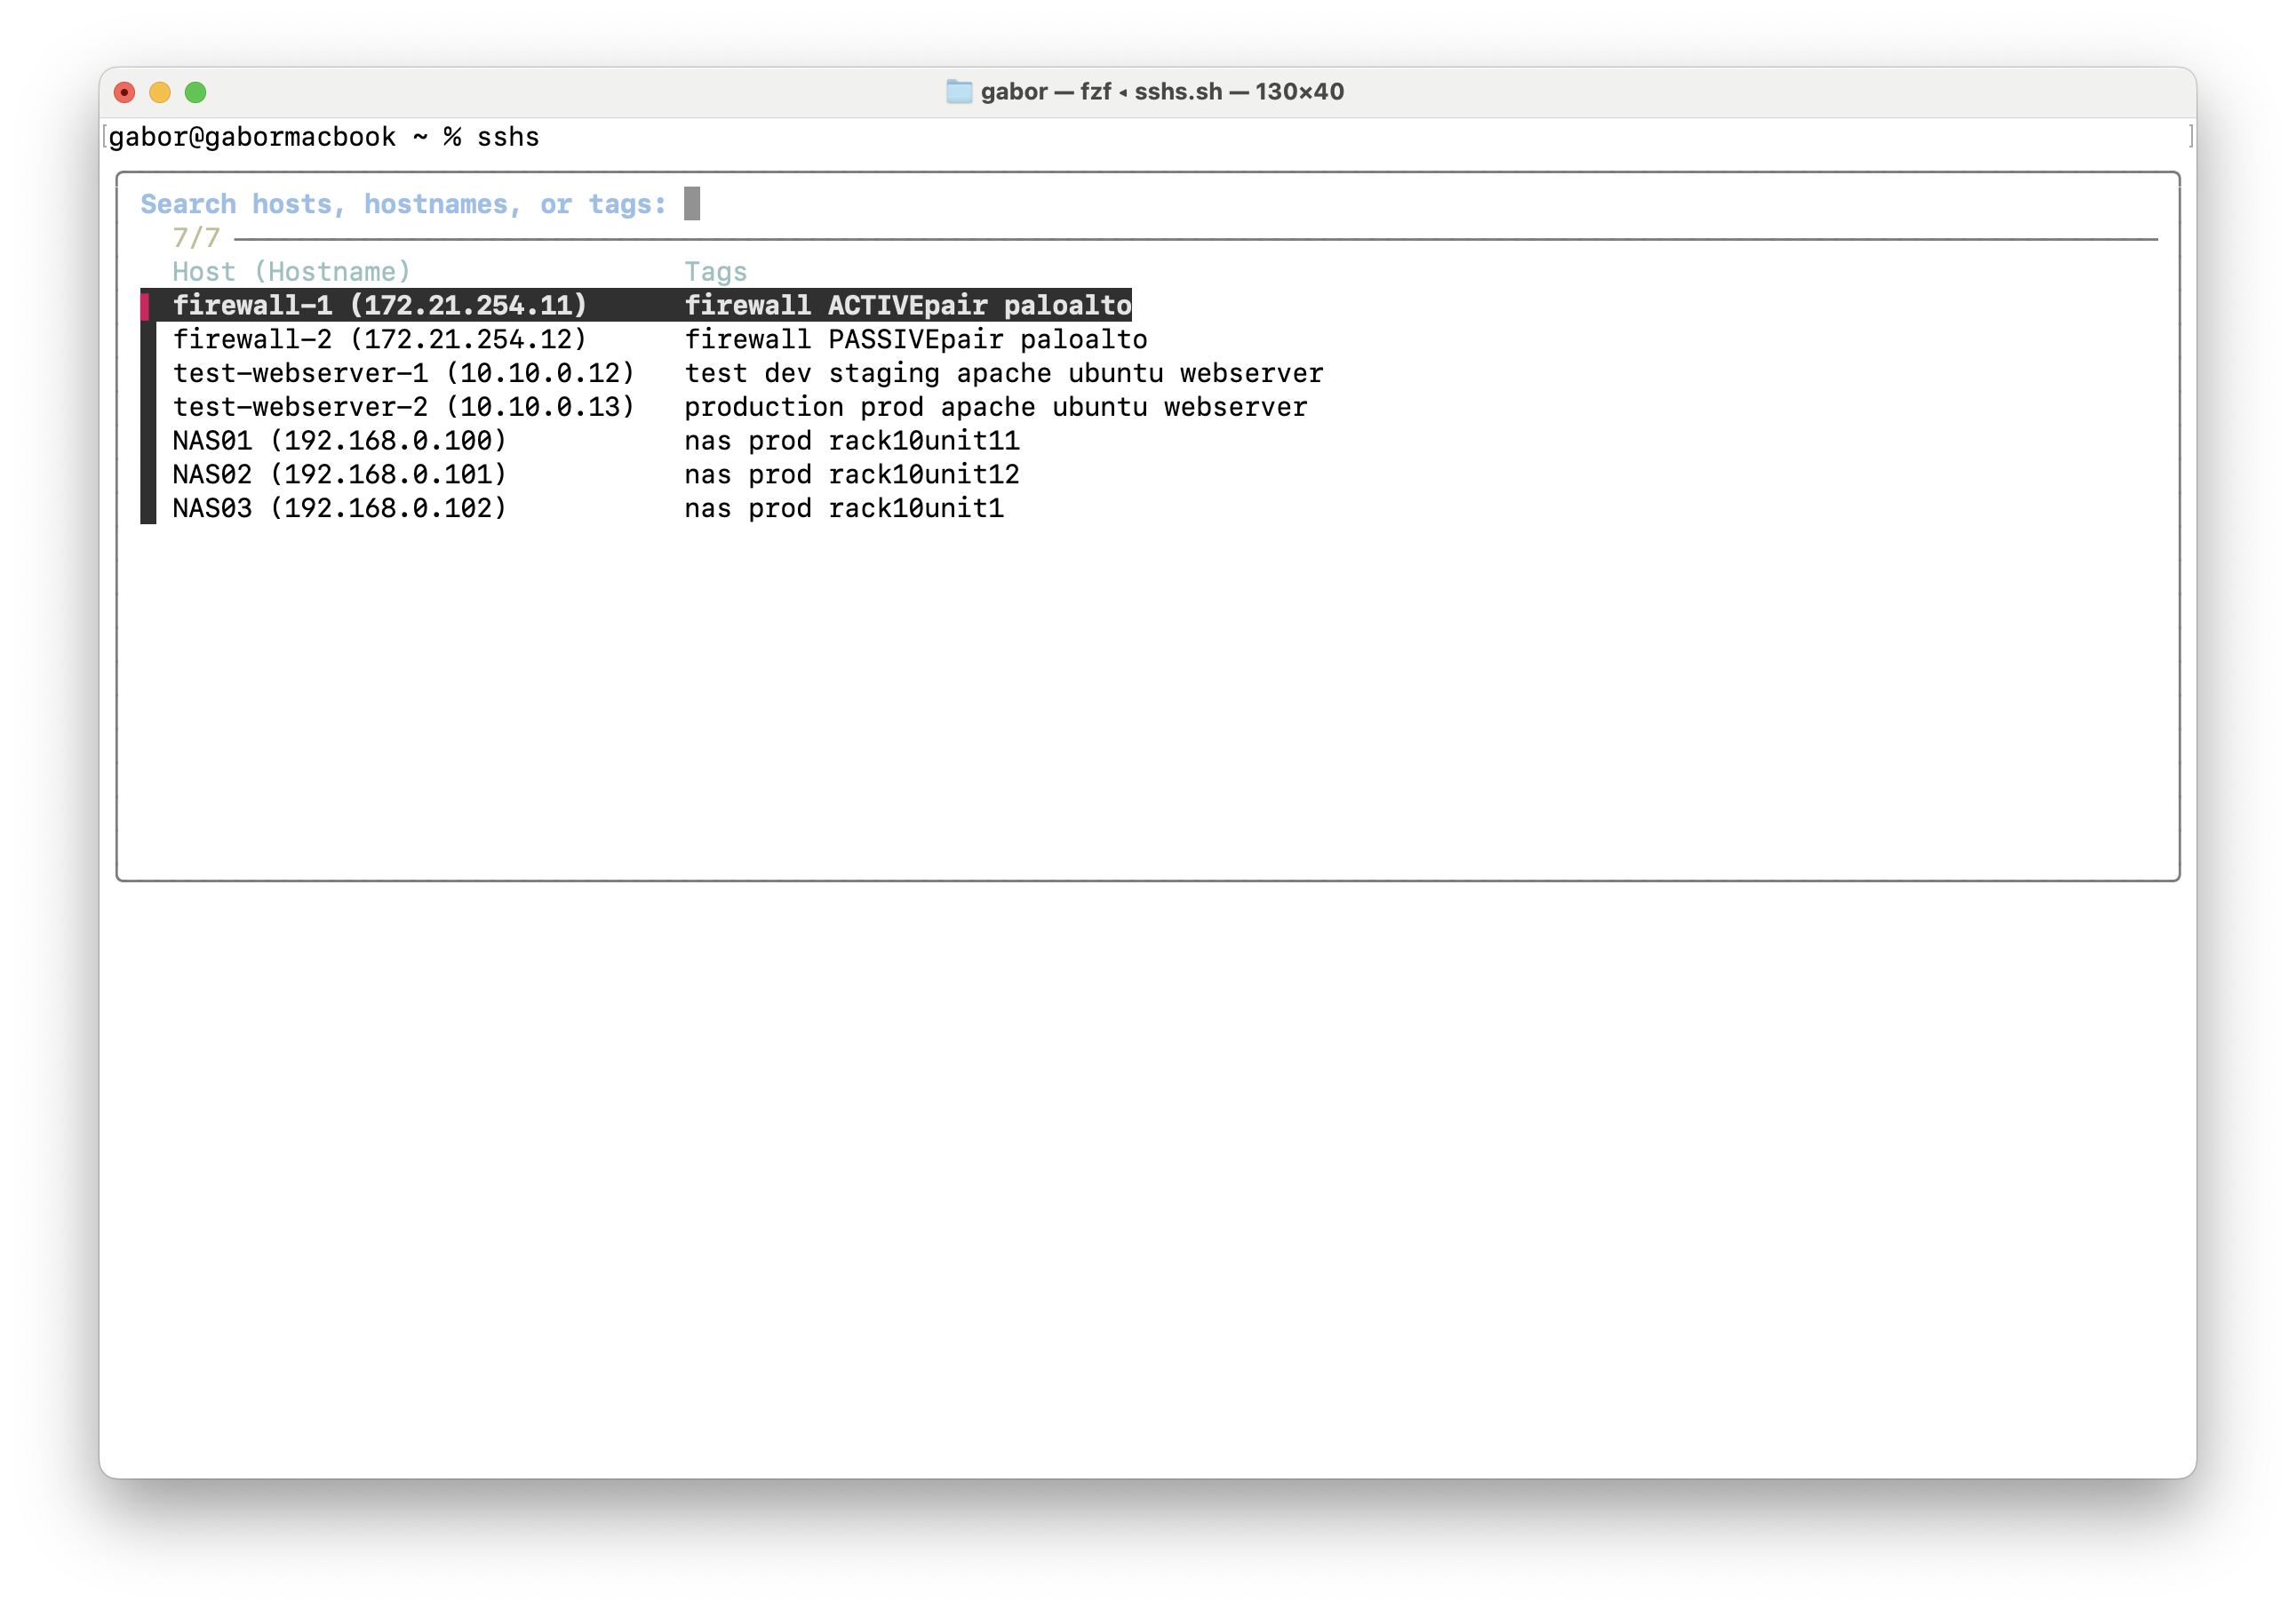 gabor — fzf ◂ sshs.sh — 130×40
[gabor@gabormacbook ~ % sshs ]
Search hosts, hostnames, or tags:
7/7
Host (Hostname) Tags
firewall-1 (172.21.254.11) firewall ACTIVEpair paloalto
firewall-2 (172.21.254.12) firewall PASSIVEpair paloalto
test-webserver-1 (10.10.0.12) test dev staging apache ubuntu webserver
test-webserver-2 (10.10.0.13) production prod apache ubuntu webserver
NAS01 (192.168.0.100) nas prod rack10unit11
NAS02 (192.168.0.101) nas prod rack10unit12
NAS03 (192.168.0.102) nas prod rack10unit1